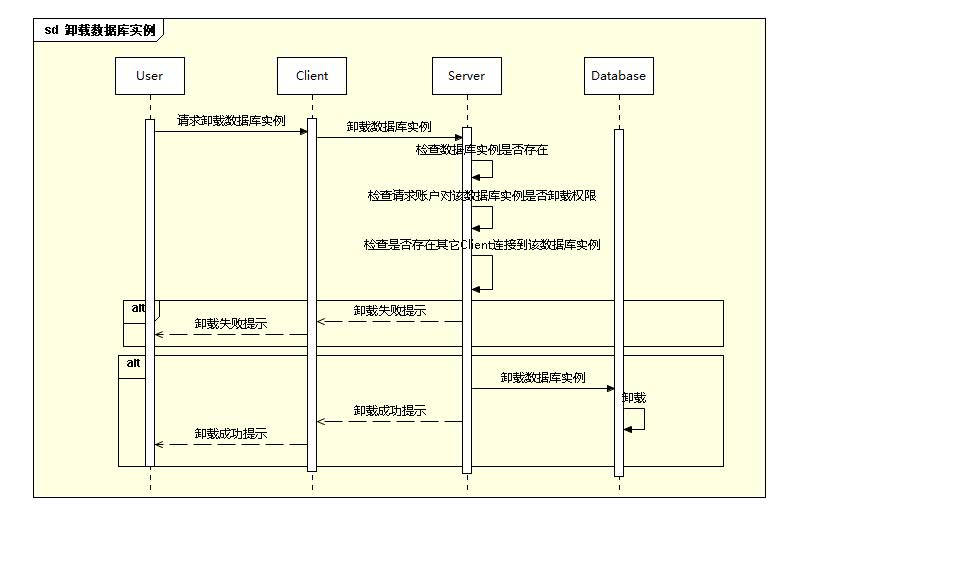 sd 卸载数据库实例
User
Client
Server
Database
请求卸载数据库实例
卸载数据库实例
检查数据库实例是否存在
检查请求账户对该数据库实例是否卸载权限
检查是否存在其它Client连接到该数据库实例
alt
卸载失败提示
卸载失败提示
alt
卸载数据库实例
卸载
卸载成功提示
卸载成功提示